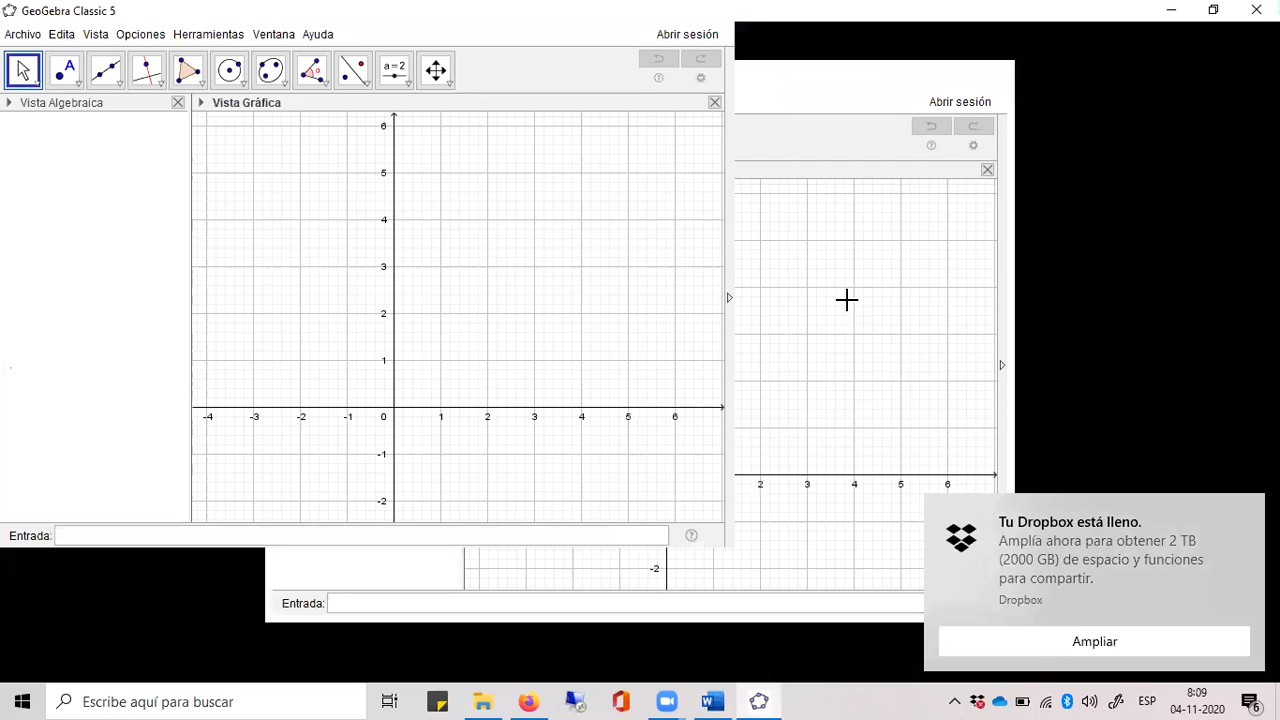 GeoGebra Classic 5
Archivo Edita Vista Opciones Herramientas Ventana Ayuda Abrir sesión
A
α
a=2
Vista Algebraica
Vista Gráfica
6
5
4
3
2
1
-4 -3 -2 -1 0 1 2 3 4 5 6
-1
-2
Entrada:
Abrir sesión
2 3 4 5 6
-2
Entrada:
Tu Dropbox está lleno.
Amplía ahora para obtener 2 TB
(2000 GB) de espacio y funciones
para compartir.
Dropbox
Ampliar
Escribe aquí para buscar
ESP
8:09
04-11-2020
6